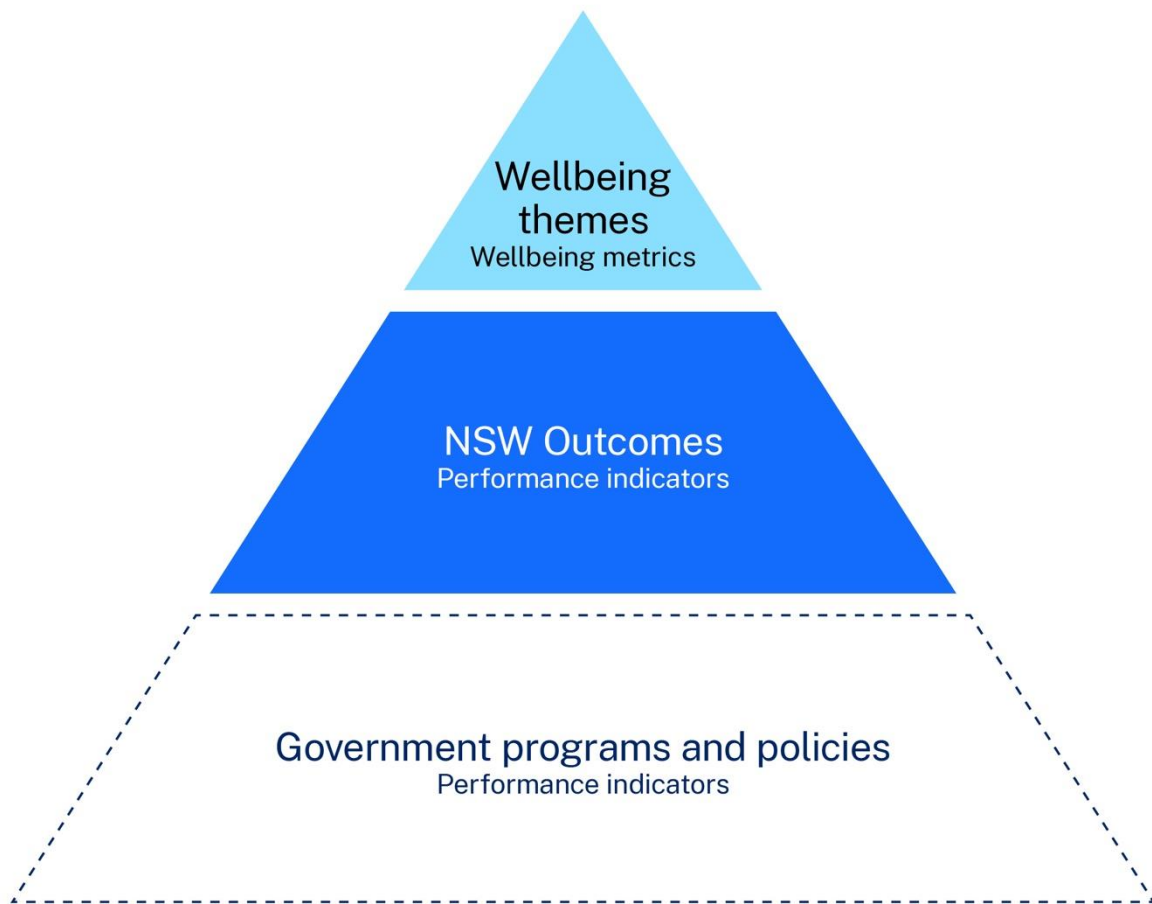 Wellbeing
themes
Wellbeing metrics
NSW Outcomes
Performance indicators
Government programs and policies
Performance indicators